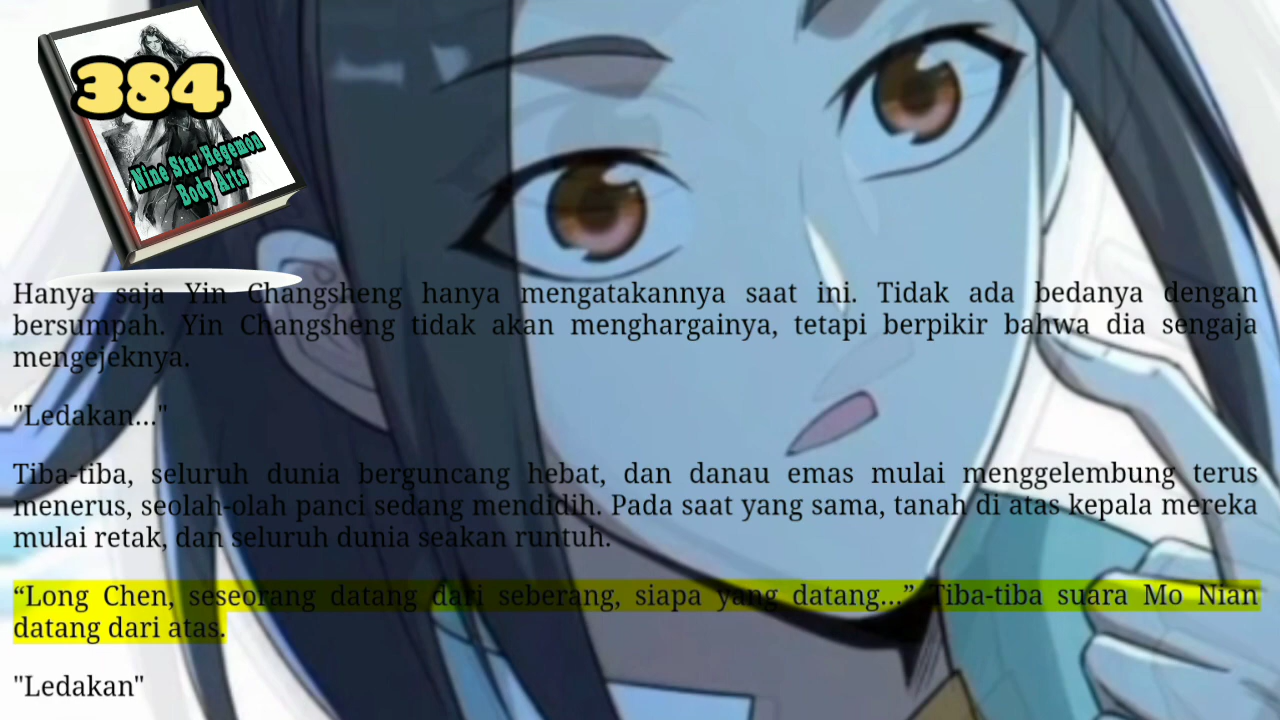 384
Nine Star Hegemon
Body Arts
Hanya saja Yin Changsheng hanya mengatakannya saat ini. Tidak ada bedanya dengan
bersumpah. Yin Changsheng tidak akan menghargainya, tetapi berpikir bahwa dia sengaja
mengejeknya.
"Ledakan..."
Tiba-tiba, seluruh dunia berguncang hebat, dan danau emas mulai menggelembung terus
menerus, seolah-olah panci sedang mendidih. Pada saat yang sama, tanah di atas kepala mereka
mulai retak, dan seluruh dunia seakan runtuh.
“Long Chen, seseorang datang dari seberang, siapa yang datang...” Tiba-tiba suara Mo Nian
datang dari atas.
"Ledakan"